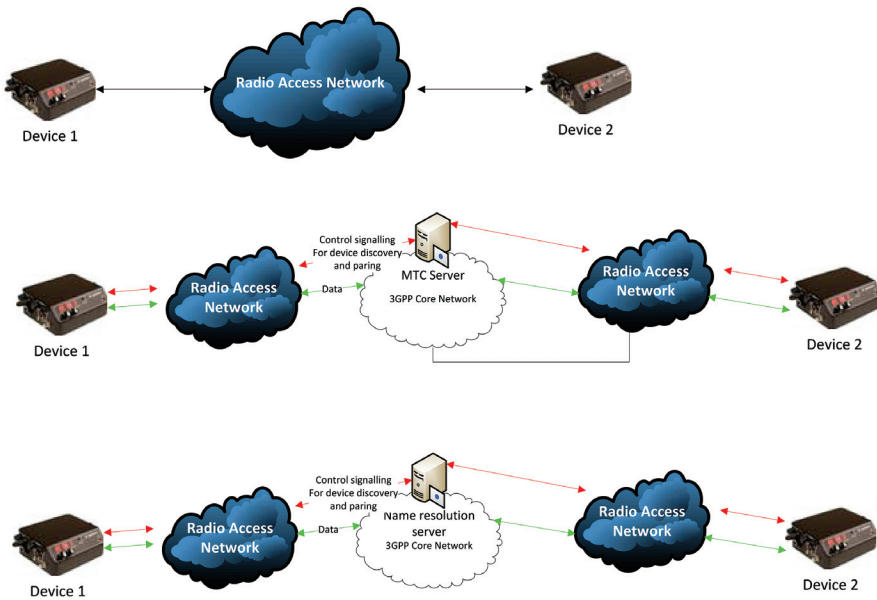 Radio Access Network
Device 1
Device 2
Control signalling
For device discovery
and paring
MTC Server
Radio Access
Network
Data
3GPP Core Network
Radio Access
Network
Device 1
Device 2
Control signalling
For device discovery
and paring
Name resolution
server
Radio Access
Network
Data
3GPP Core Network
Radio Access
Network
Device 1
Device 2